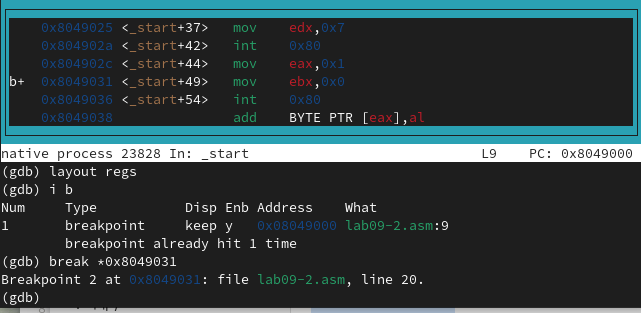 0x8049025 <_start+37> mov edx,0x7
0x804902a <_start+42> int 0x80
0x804902c <_start+44> mov eax,0x1
b+ 0x8049031 <_start+49> mov ebx,0x0
0x8049036 <_start+54> int 0x80
0x8049038 add BYTE PTR [eax],al
native process 23828 In: _start L9 PC: 0x8049000
(gdb) layout regs
(gdb) i b
Num Type Disp Enb Address What
1 breakpoint keep y 0x08049000 lab09-2.asm:9
breakpoint already hit 1 time
(gdb) break *0x8049031
Breakpoint 2 at 0x8049031: file lab09-2.asm, line 20.
(gdb)